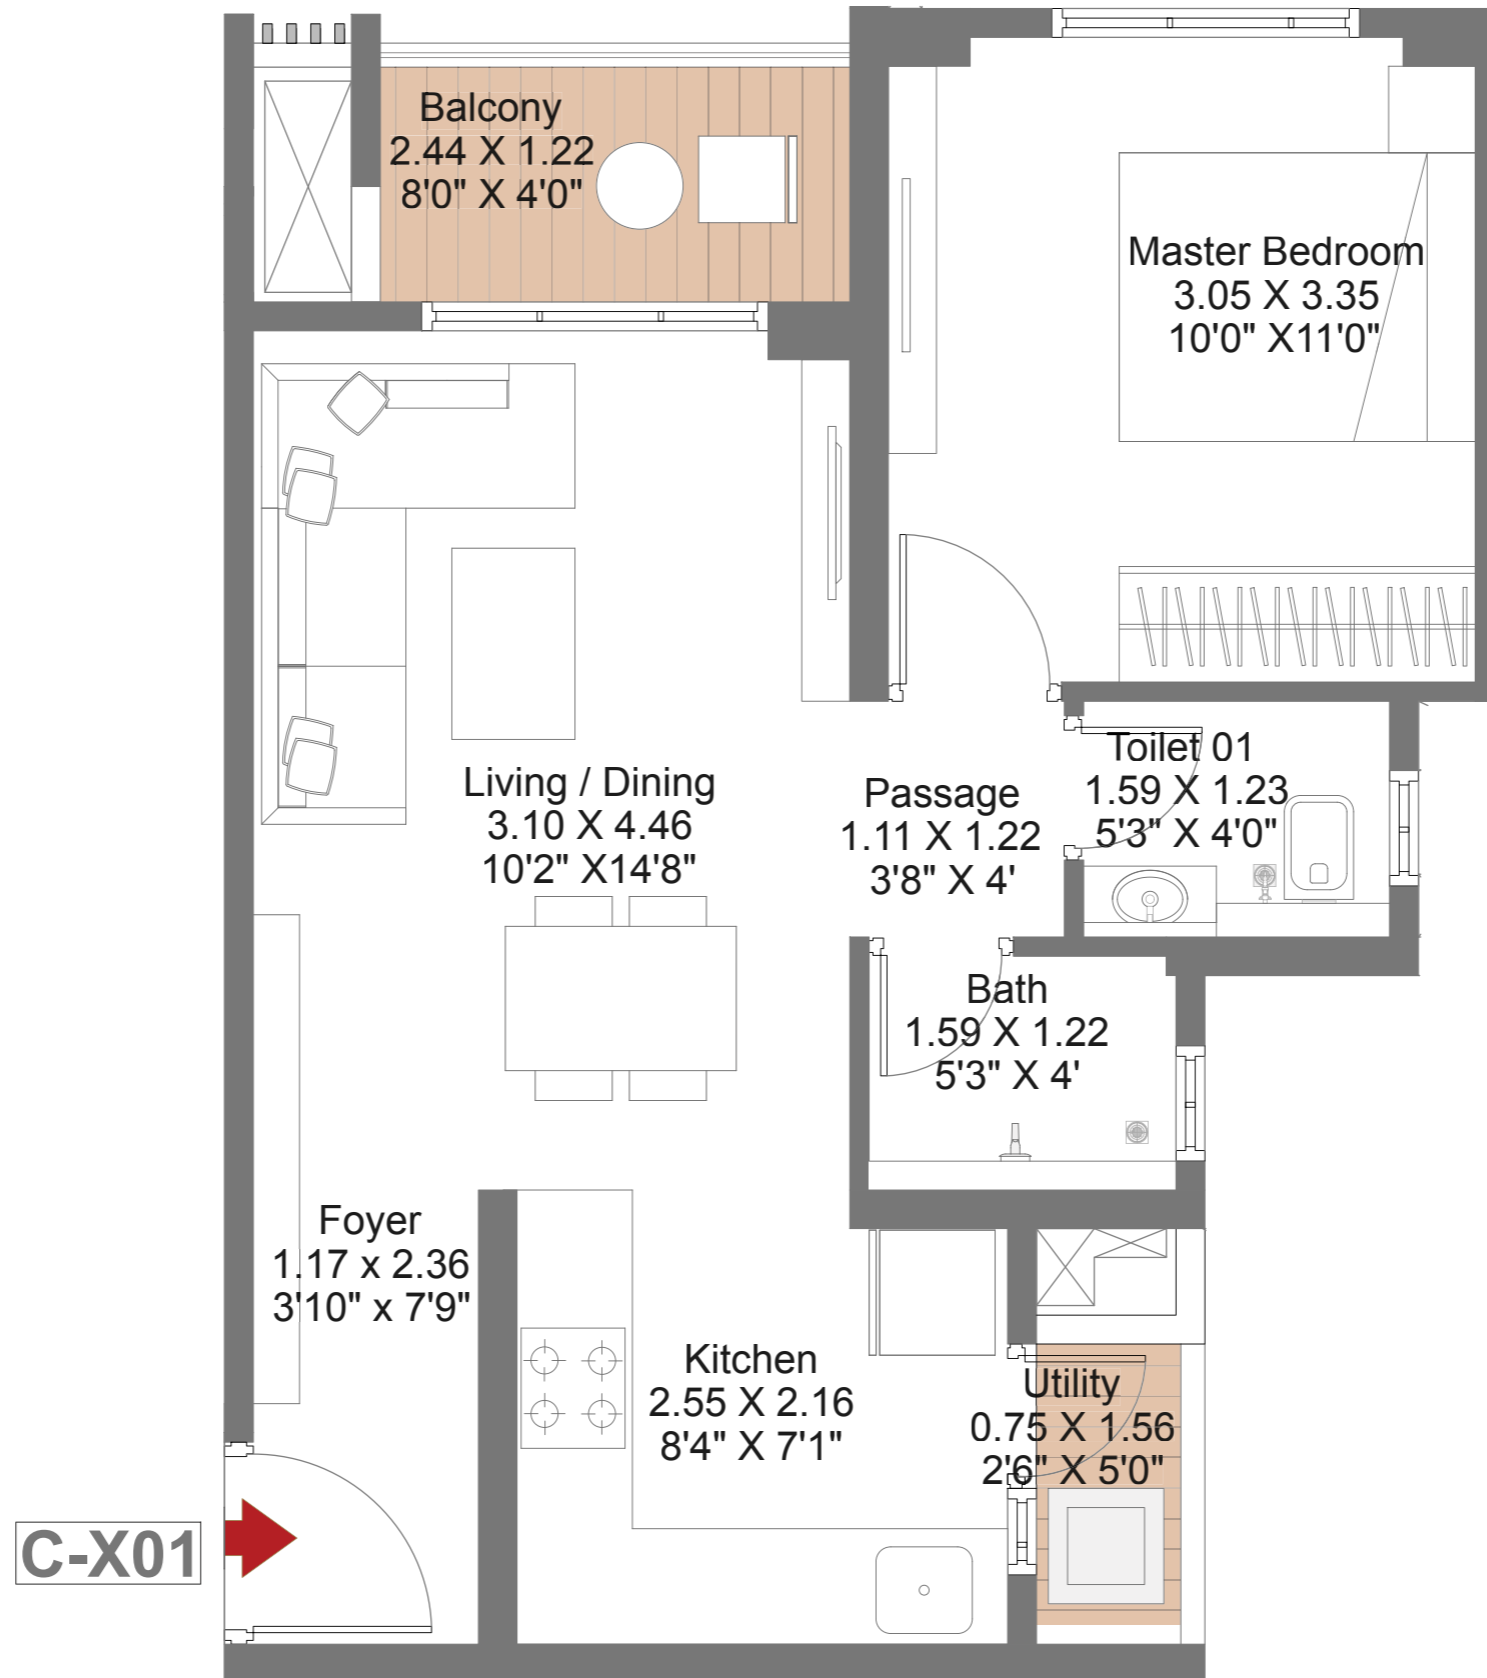 Balcony
2.44 X 1.22
8'0" X 4'0"
Master Bedroom
3.05 X 3.35
10'0" X11'0"
Living / Dining
3.10 X 4.46
10'2" X14'8"
Passage
1.11 X 1.22
3'8" X 4'
Toilet 01
1.59 X 1.23
5'3" X 4'0"
Bath
1.59 X 1.22
5'3" X 4'
Foyer
1.17 x 2.36
3'10" x 7'9"
Kitchen
2.55 X 2.16
8'4" X 7'1"
Utility
0.75 X 1.56
2'6" X 5'0"
C-X01